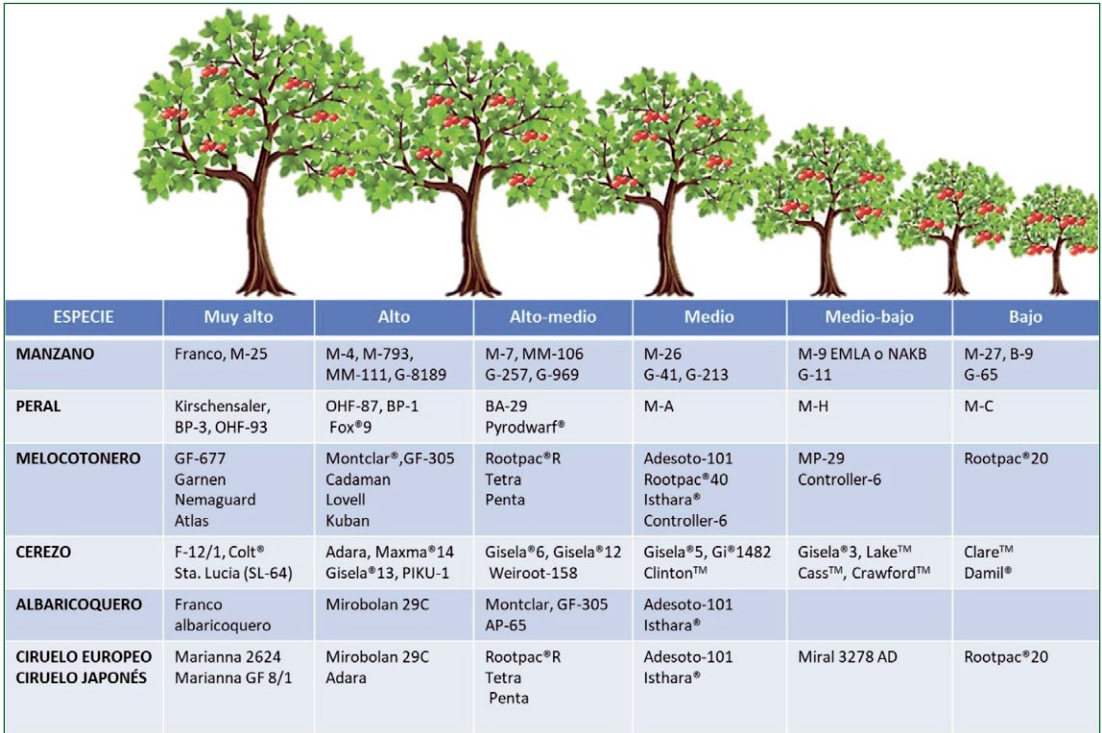 ESPECIE Muy alto Alto Alto-medio Medio Medio-bajo Bajo
MANZANO Franco, M-25 M-4, M-793, M-7, MM-106 M-26 M-9 EMLA o NAKB M-27, B-9
MM-111, G-8189 G-257, G-969 G-41, G-213 G-11 G-65
PERAL Kirschensaler, OHF-87, BP-1 BA-29 M-A M-H M-C
BP-3, OHF-93 Fox®9 Pyrodwarf®
MELOCOTONERO GF-677 Montclar®,GF-305 Rootpac®R Adesoto-101 MP-29 Rootpac®20
Garnen Cadaman Tetra Rootpac®40 Controller-6
Nemaguard Lovell Penta Isthara®
Atlas Kuban Controller-6
CEREZO F-12/1, Colt® Adara, Maxma®14 Gisela®6, Gisela®12 Gisela®5, Gi®1482 Gisela®3, Lake™ Clare™
Sta. Lucia (SL-64) Gisela®13, PIKU-1 Weiroot-158 Clinton™ Cass™, Crawford™ Damil®
ALBARICOQUERO Franco Mirobolan 29C Montclar, GF-305 Adesoto-101
albaricoquero AP-65 Isthara®
CIRUELO EUROPEO Marianna 2624 Mirobolan 29C Rootpac®R Adesoto-101 Miral 3278 AD Rootpac®20
CIRUELO JAPONÉS Marianna GF 8/1 Adara Tetra Isthara®
Penta